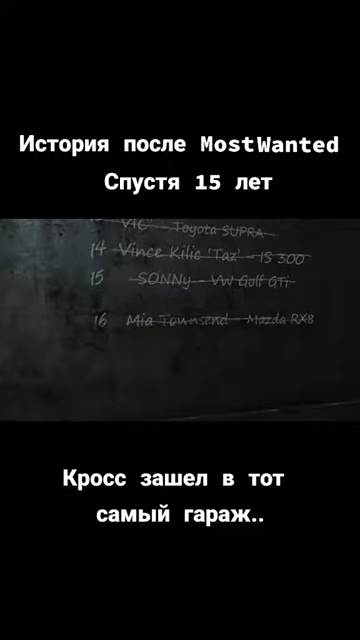 История после MostWanted
Спустя 15 лет
VIC" - Toyota SUPRA
14 Vince Kilic 'Taz' - IS 300
15 SONNY - VW Golf GTi
16 Mia Townsend - Mazda RX8
Кросс зашел в тот
самый гараж..